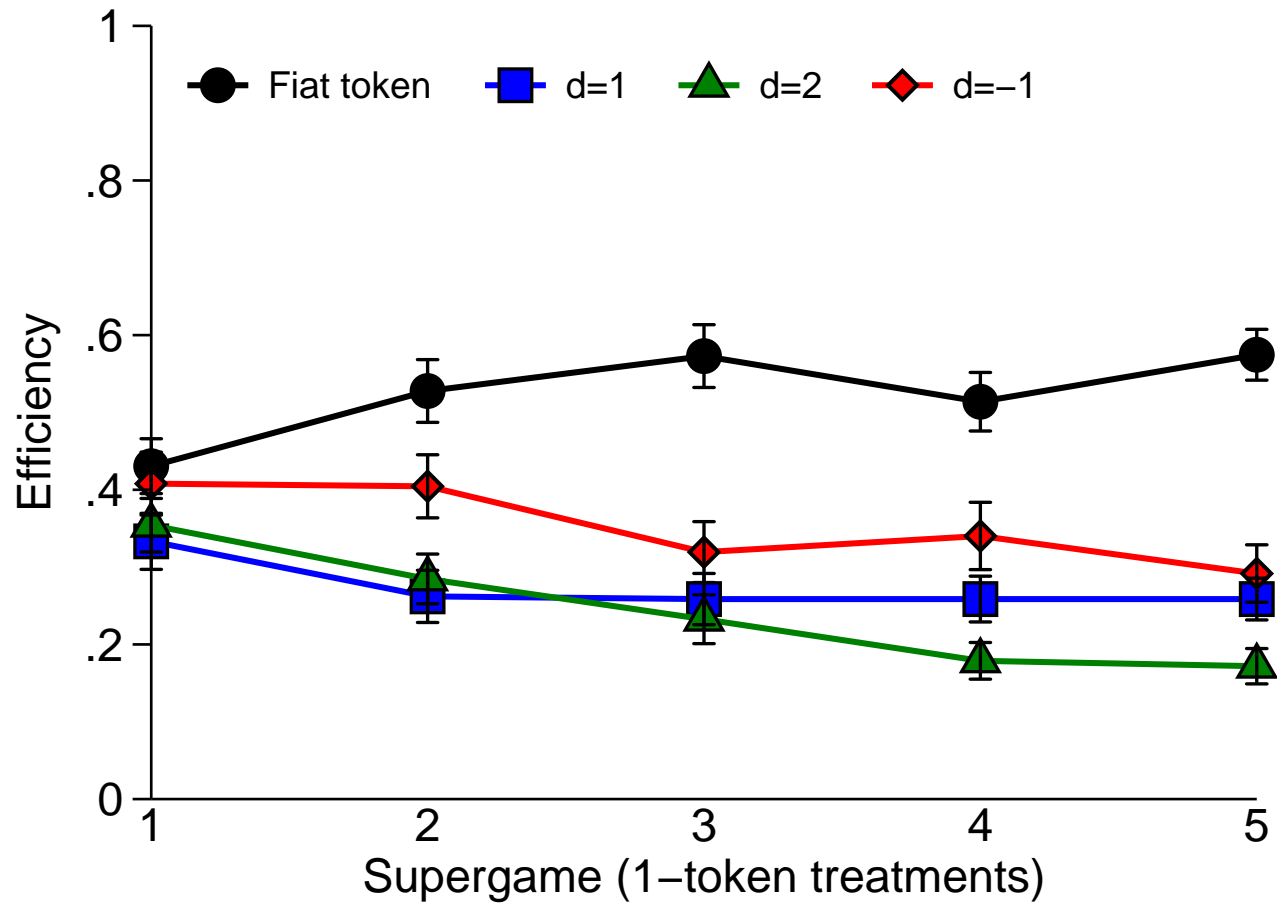 1
Fiat token d=1 d=2 d=−1
.8
.6
.4
.2
0
Efficiency
1 2 3 4 5
Supergame (1−token treatments)